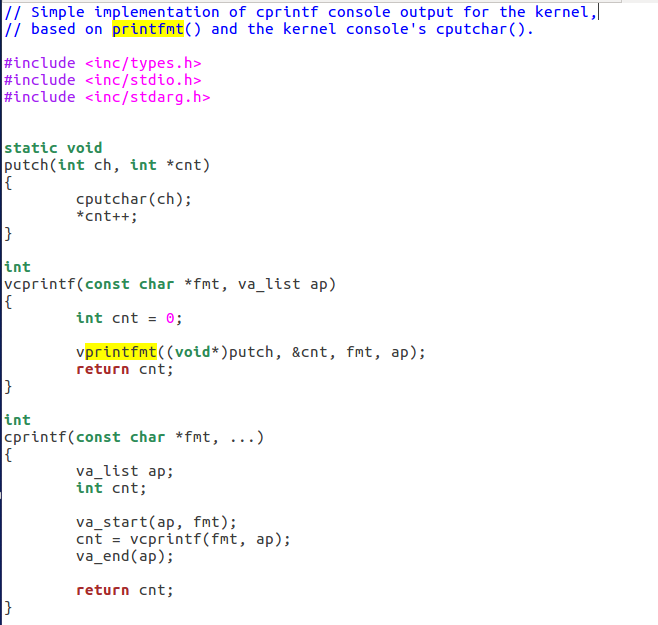 // Simple implementation of cprintf console output for the kernel,
// based on printfmt() and the kernel console's cputchar().
#include <inc/types.h>
#include <inc/stdio.h>
#include <inc/stdarg.h>
static void
putch(int ch, int *cnt)
{
        cputchar(ch);
        *cnt++;
}
int
vcprintf(const char *fmt, va_list ap)
{
        int cnt = 0;
        vprintfmt((void*)putch, &cnt, fmt, ap);
        return cnt;
}
int
cprintf(const char *fmt, ...)
{
        va_list ap;
        int cnt;
        va_start(ap, fmt);
        cnt = vcprintf(fmt, ap);
        va_end(ap);
        return cnt;
}